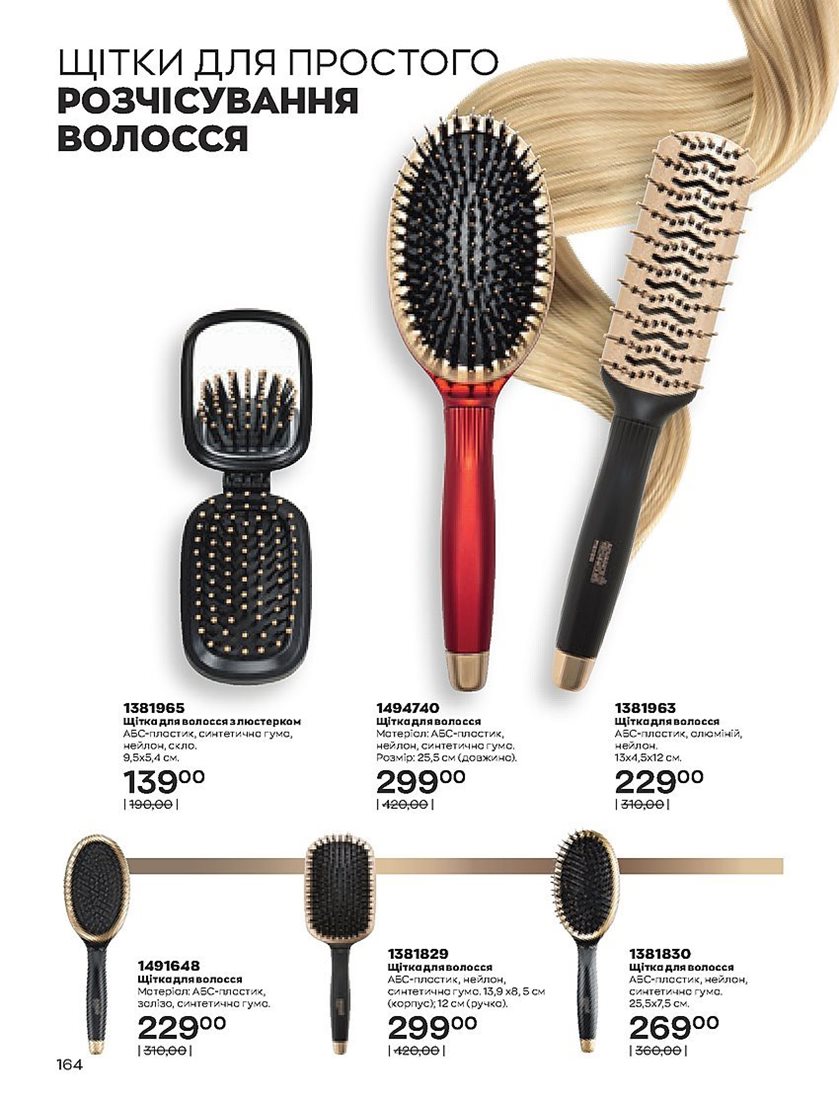 ЩІТКИ ДЛЯ ПРОСТОГО
РОЗЧІСУВАННЯ
ВОЛОССЯ
1381965
Щітка для волосся з люстерком
АБС-пластик, синтетична гума,
нейлон, скло.
9,5х5,4 см.
139⁰⁰
| 190,00 |
1494740
Щітка для волосся
Матеріал: АБС-пластик,
нейлон, синтетична гума.
Розмір: 25,5 см (довжина).
299⁰⁰
| 420,00 |
1381963
Щітка для волосся
АБС-пластик, алюміній,
нейлон.
13х4,5х12 см.
229⁰⁰
| 310,00 |
1491648
Щітка для волосся
Матеріал: АБС-пластик,
залізо, синтетична гума.
229⁰⁰
| 310,00 |
1381829
Щітка для волосся
АБС-пластик, нейлон,
синтетична гума. 13,9 х8, 5 см
(корпус); 12 см (ручка).
299⁰⁰
| 420,00 |
1381830
Щітка для волосся
АБС-пластик, нейлон,
синтетична гума.
25,5х7,5 см.
269⁰⁰
| 360,00 |
164